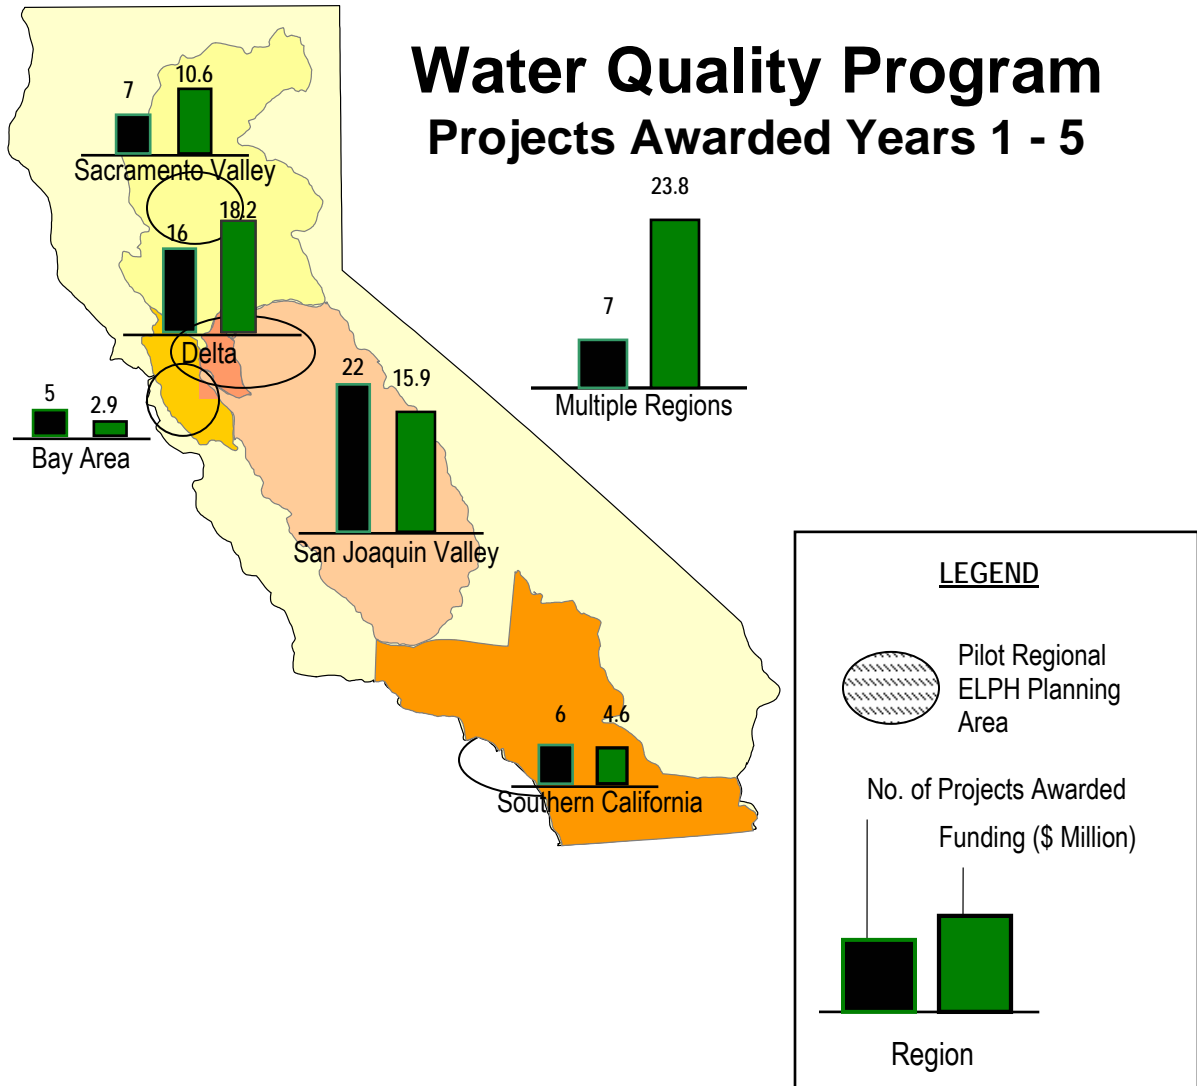 Water Quality Program
Projects Awarded Years 1 - 5
7
10.6
Sacramento Valley
16
18.2
Delta
5
2.9
Bay Area
22
15.9
San Joaquin Valley
7
23.8
Multiple Regions
6
4.6
Southern California
LEGEND
Pilot Regional
ELPH Planning
Area
No. of Projects Awarded
Funding ($ Million)
Region